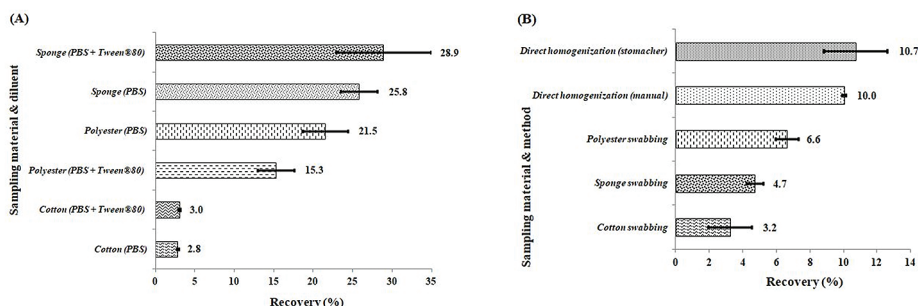 (A)
Sampling material & diluent
Sponge (PBS + Tween®80)
28.9
Sponge (PBS)
25.8
Polyester (PBS)
21.5
Polyester (PBS + Tween®80)
15.3
Cotton (PBS + Tween®80)
3.0
Cotton (PBS)
2.8
0 5 10 15 20 25 30 35
Recovery (%)
(B)
Sampling material & method
Direct homogenization (stomacher)
10.7
Direct homogenization (manual)
10.0
Polyester swabbing
6.6
Sponge swabbing
4.7
Cotton swabbing
3.2
0 2 4 6 8 10 12 14
Recovery (%)